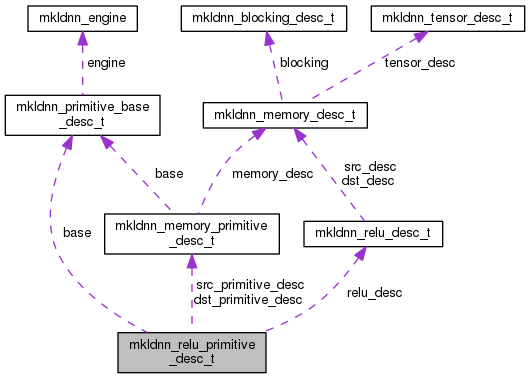 mkldnn_engine
mkldnn_blocking_desc_t
mkldnn_tensor_desc_t
engine
blocking
tensor_desc
mkldnn_primitive_base
_desc_t
mkldnn_memory_desc_t
base
memory_desc
src_desc
dst_desc
mkldnn_memory_primitive
_desc_t
mkldnn_relu_desc_t
base
src_primitive_desc
dst_primitive_desc
relu_desc
mkldnn_relu_primitive
_desc_t